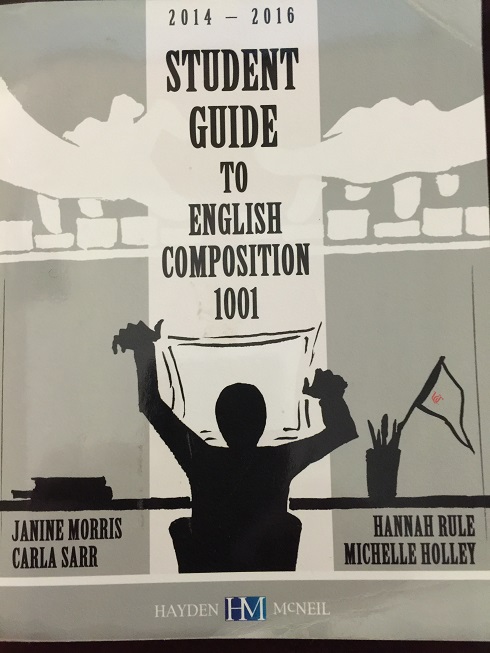 2014 – 2016
STUDENT
GUIDE
TO
ENGLISH
COMPOSITION
1001
JANINE MORRIS
CARLA SARR
HANNAH RULE
MICHELLE HOLLEY
HAYDEN HM MCNEIL